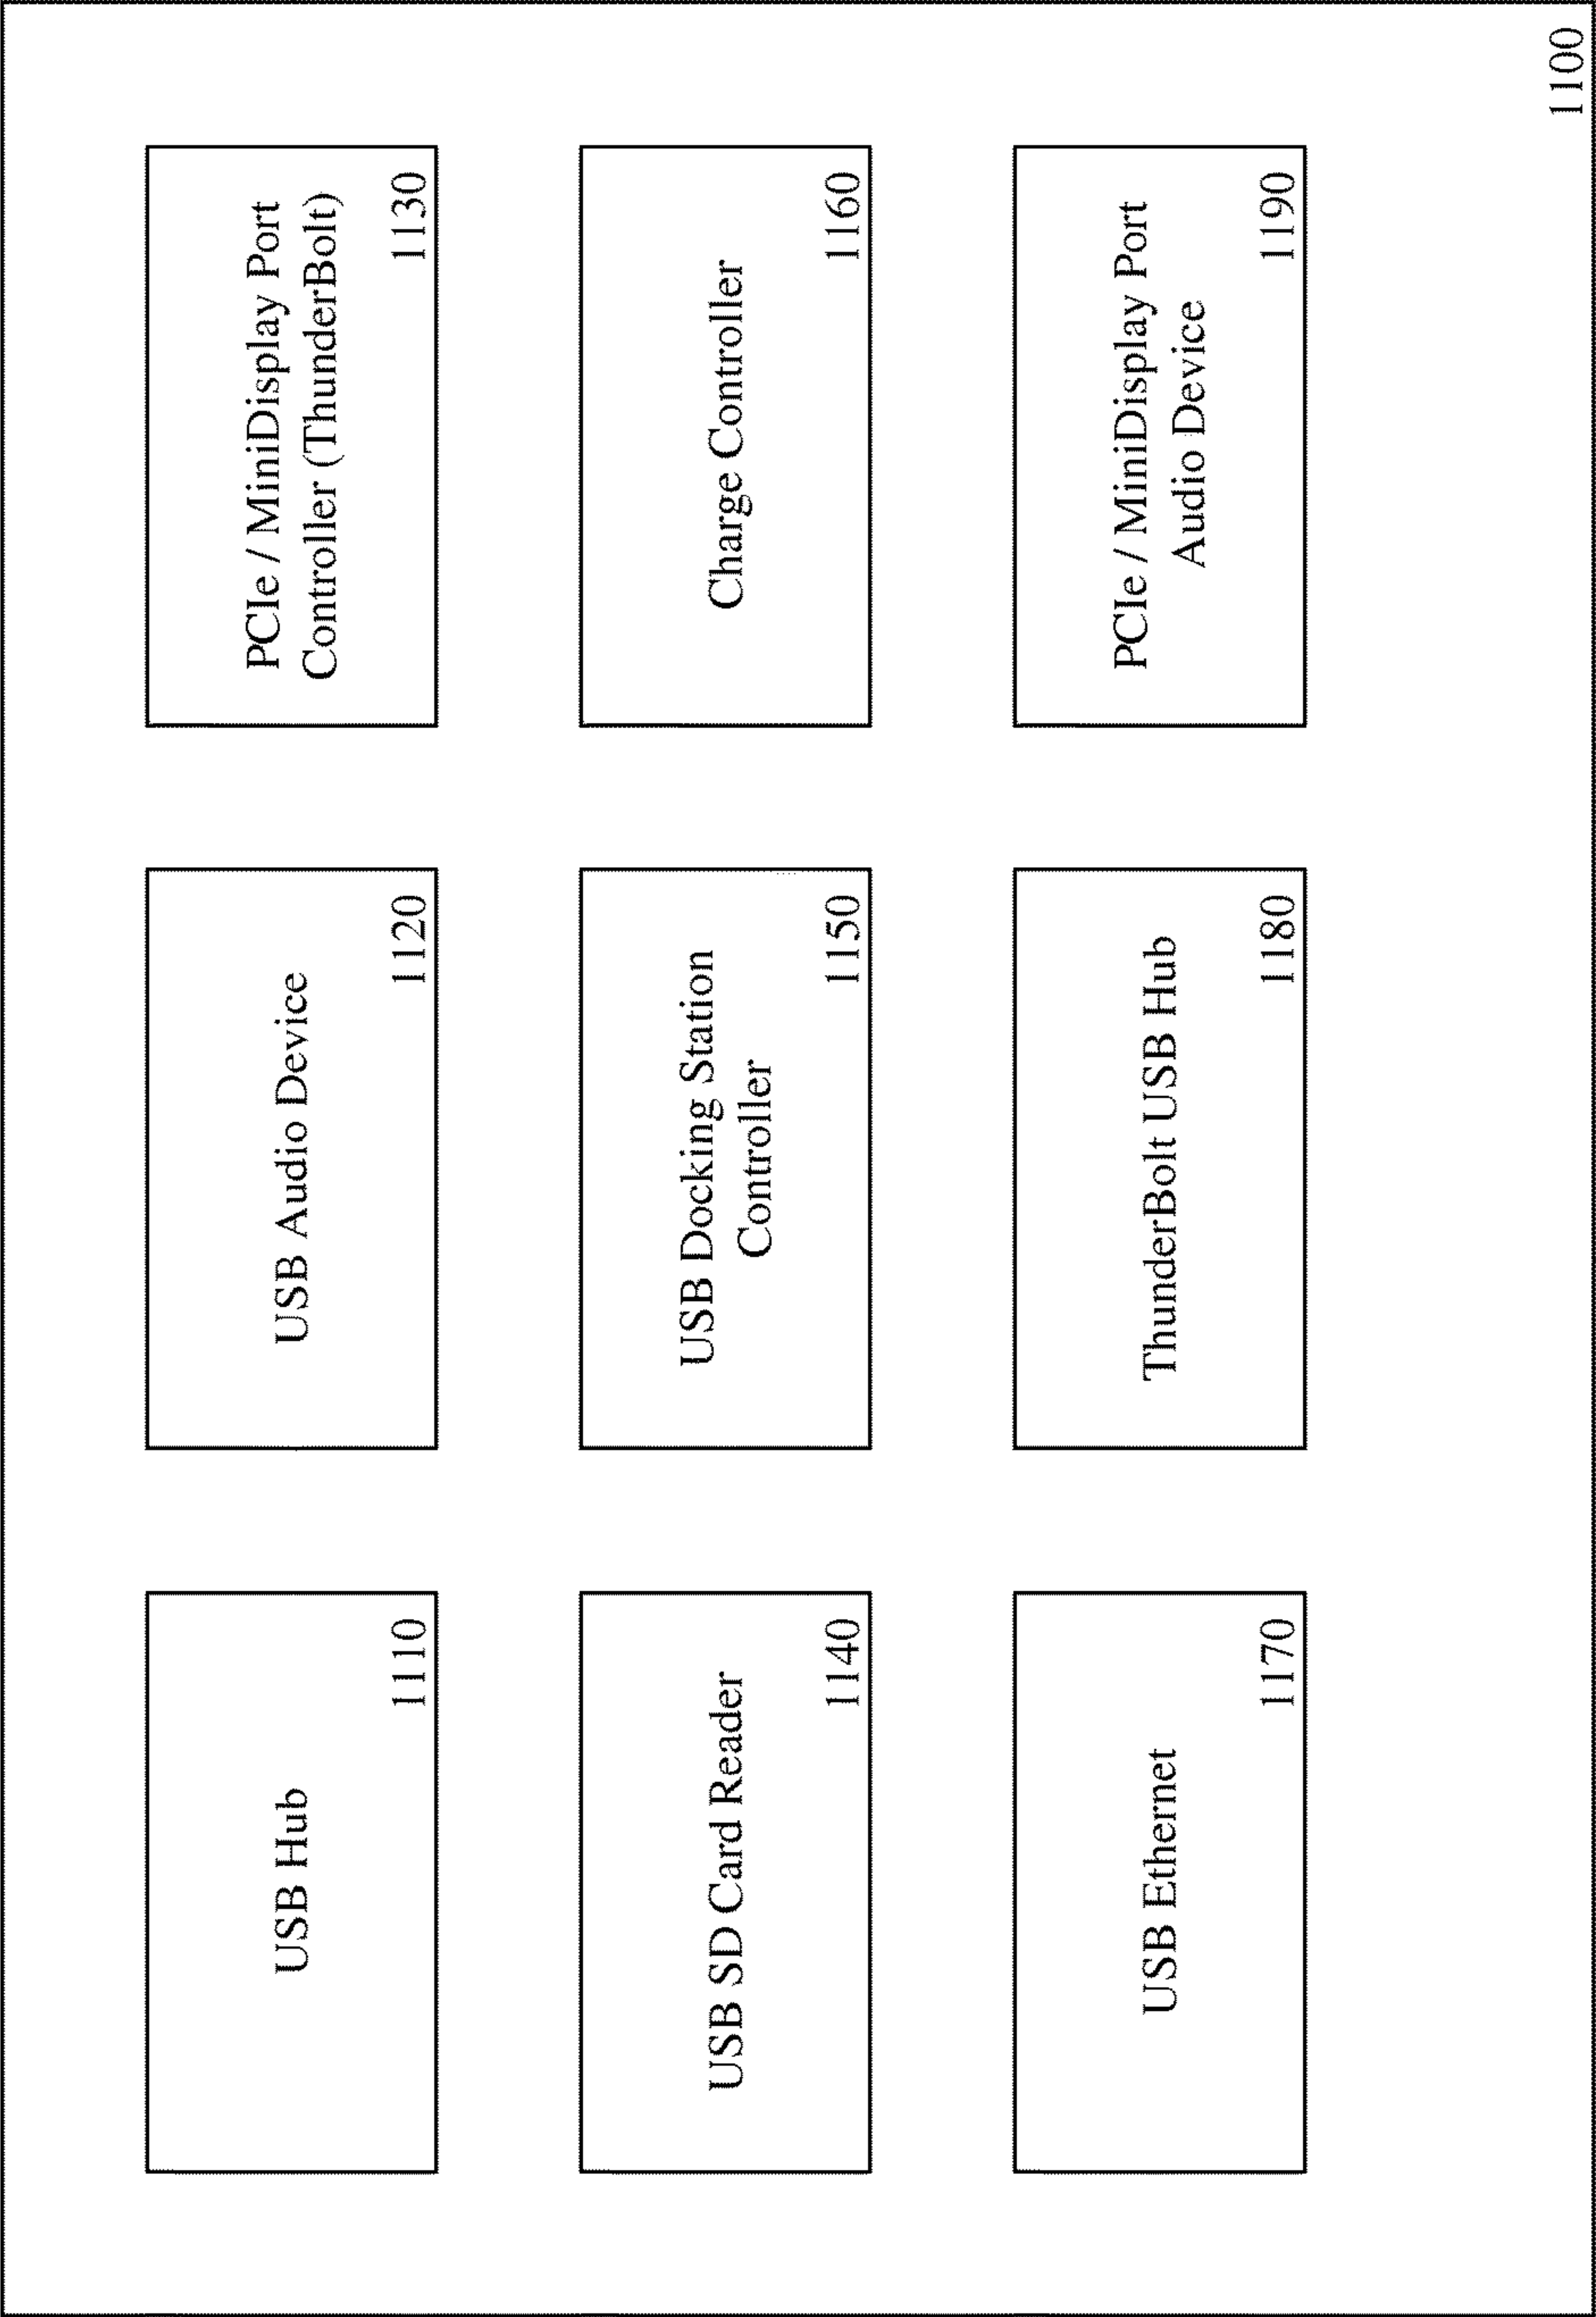 USB Hub
1110
USB Audio Device
1120
PCIe / MiniDisplay Port
Controller (ThunderBolt)
1130
USB SD Card Reader
1140
USB Docking Station
Controller
1150
Charge Controller
1160
USB Ethernet
1170
ThunderBolt USB Hub
1180
PCIe / MiniDisplay Port
Audio Device
1190
1100